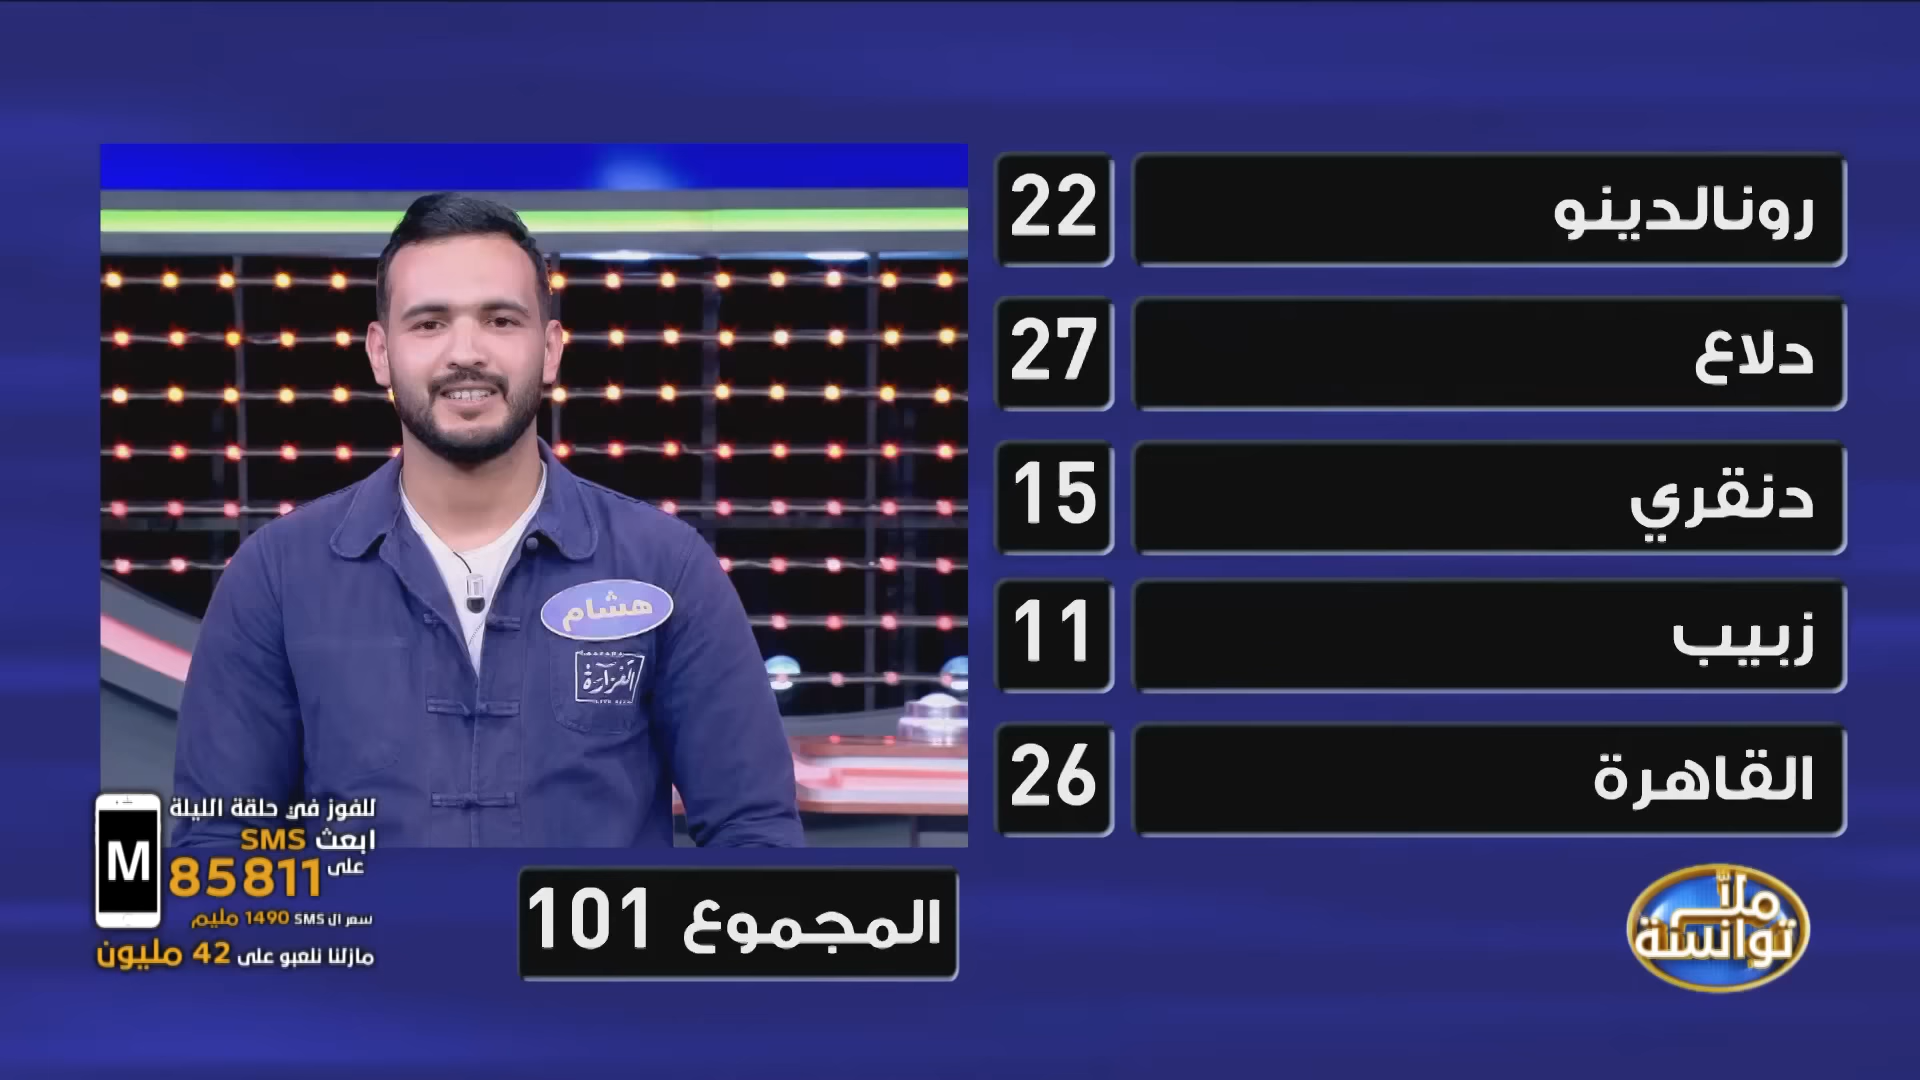 رونالدينو 22
دلاع 27
دنقري 15
زبيب 11
القاهرة 26
المجموع 101
هشام
الغزارة
للفوز في حلقة الليلة
ابعث SMS
على 85811
سعر ال SMS 1490 مليم
مازلنا نلعبو على 42 مليون
M
ملا
توانسة